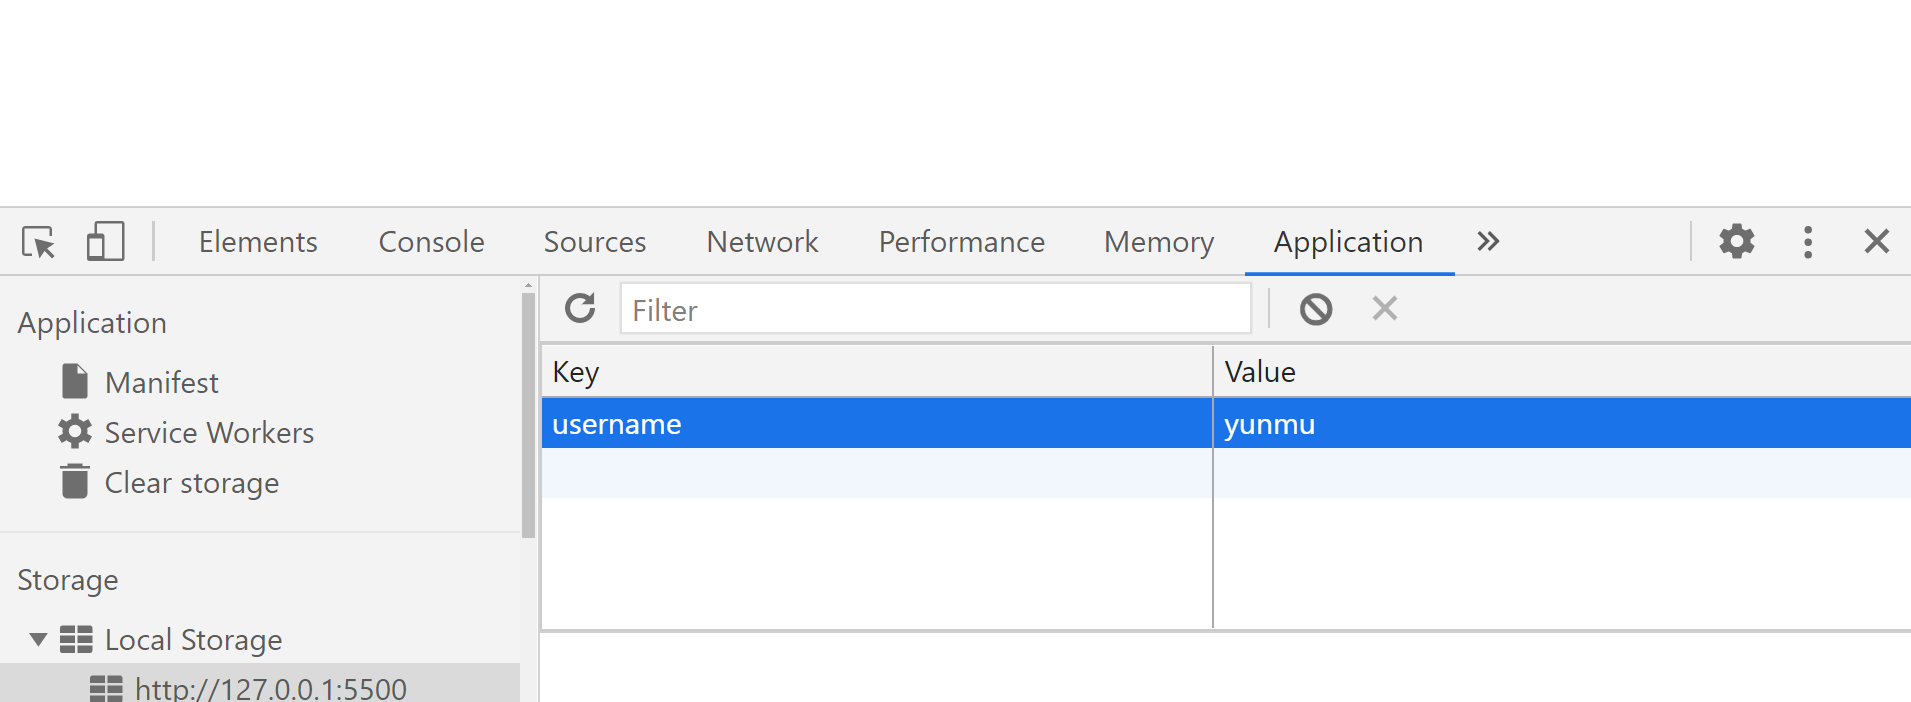 Elements Console Sources Network Performance Memory Application
Application
Manifest
Service Workers
Clear storage
Storage
Local Storage
http://127.0.0.1:5500
Filter
Key Value
username yunmu